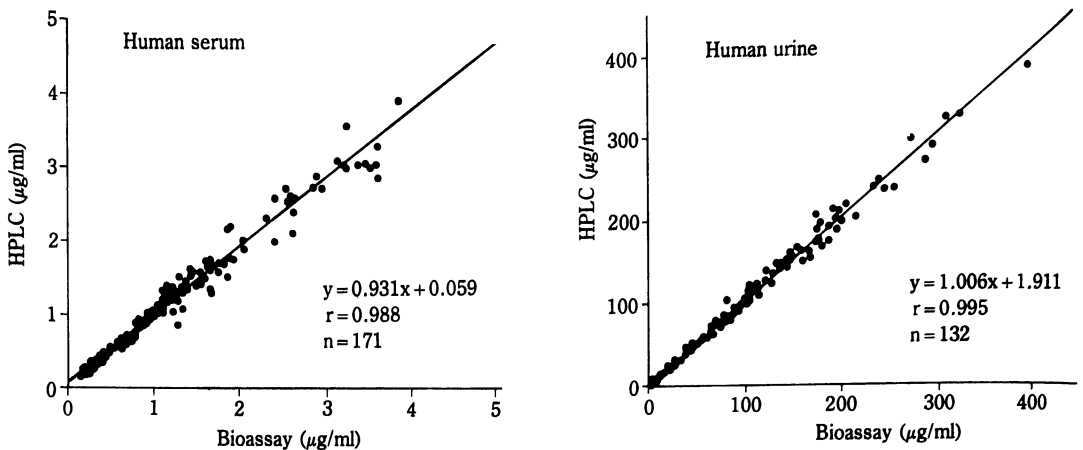 Human serum
HPLC (μg/ml)
5
4
3
2
1
0
y=0.931x+0.059
r=0.988
n=171
0 1 2 3 4 5
Bioassay (μg/ml)
Human urine
HPLC (μg/ml)
400
300
200
100
0
y=1.006x+1.911
r=0.995
n=132
0 100 200 300 400
Bioassay (μg/ml)